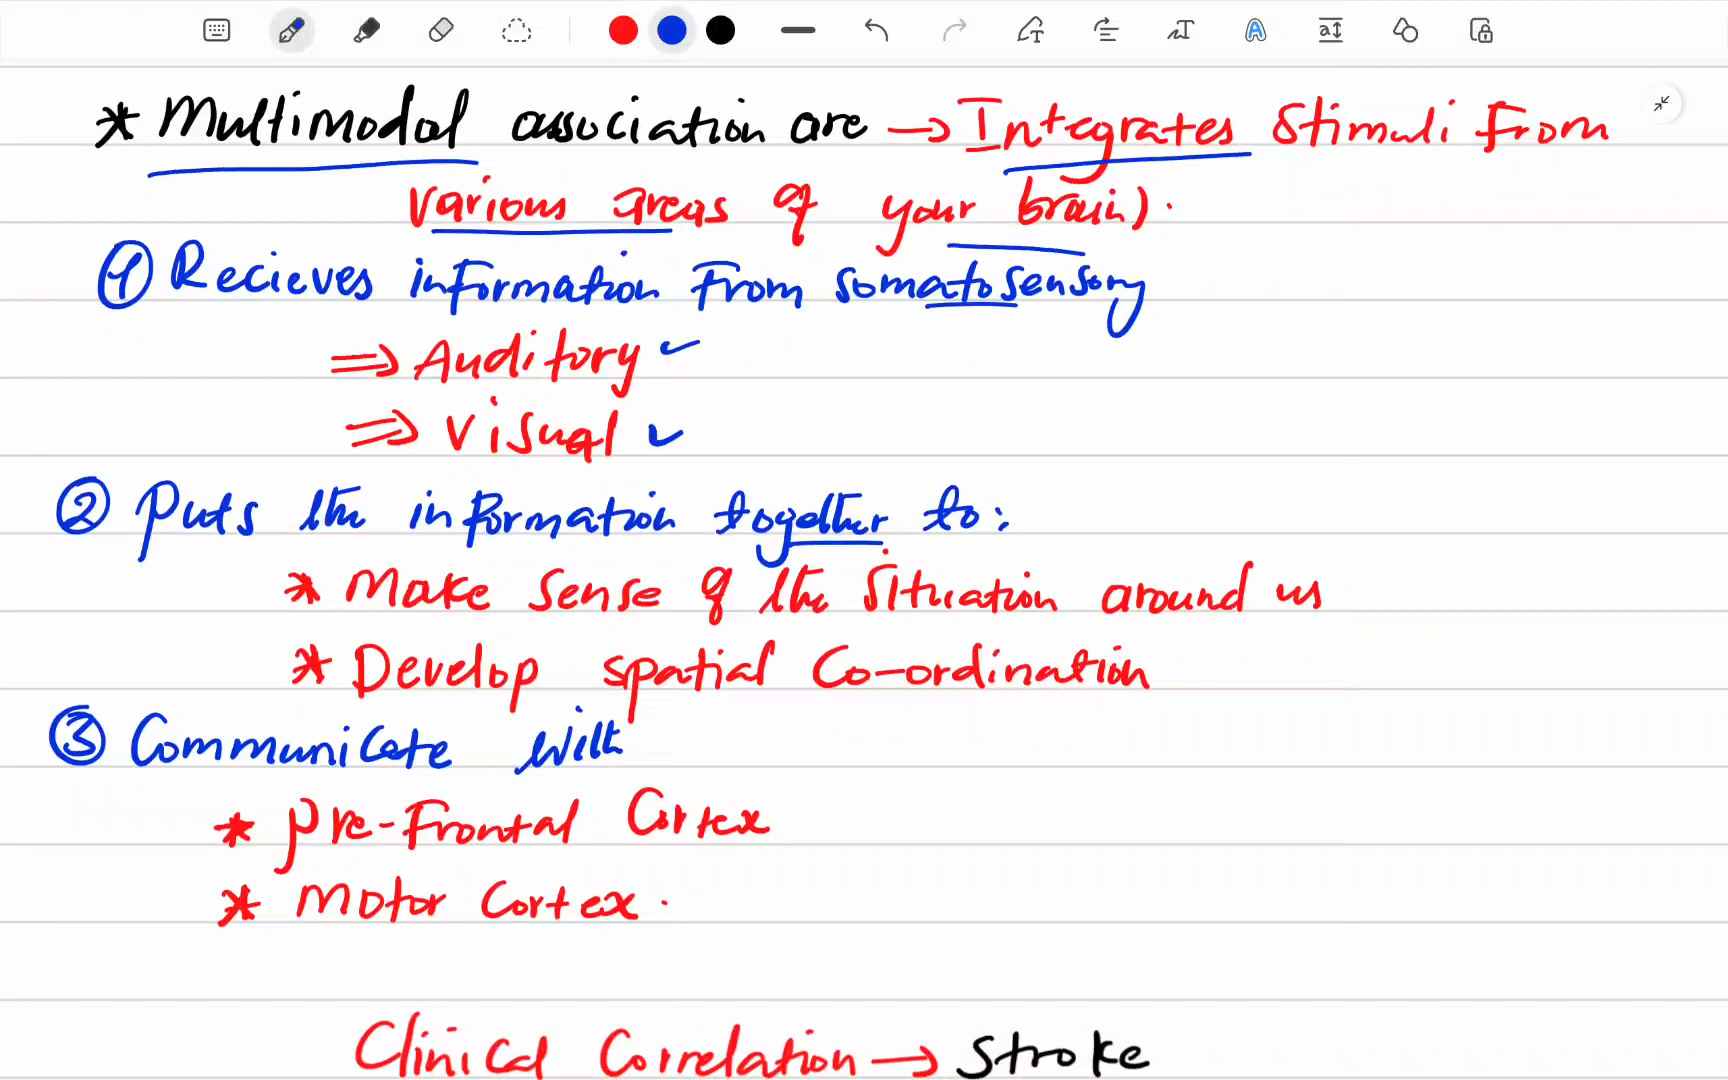 * Multimodal association are → Integrates stimuli from
various areas of your brain).
① Recieves information from somatosensory
⇒ Auditory ✓
⇒ Visual ✓
② Puts the information together to:
* Make sense of the situation around us
* Develop spatial Co-ordination
③ Communicate with
* Pre-Frontal Cortex
* Motor Cortex.
Clinical Correlation → Stroke